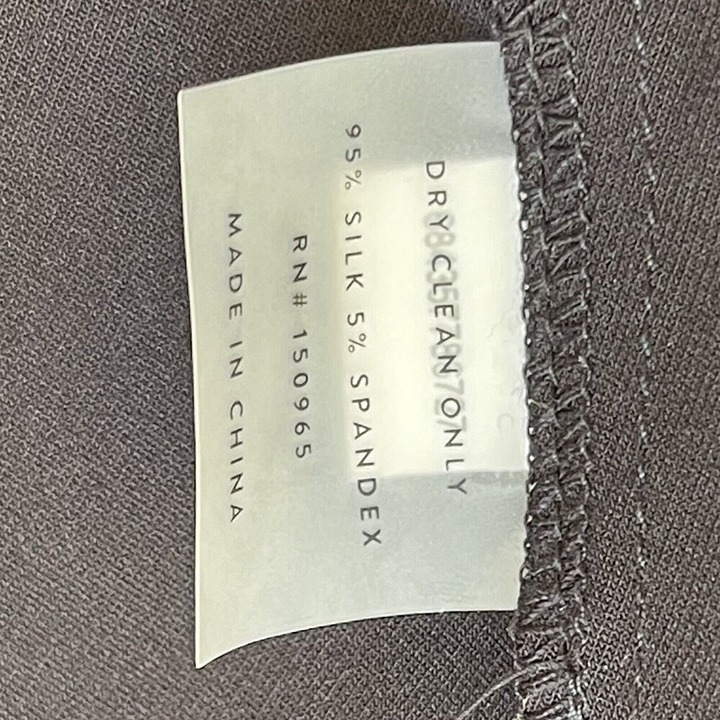 DRY CLEAN ONLY
95% SILK 5% SPANDEX
RN# 150965
MADE IN CHINA